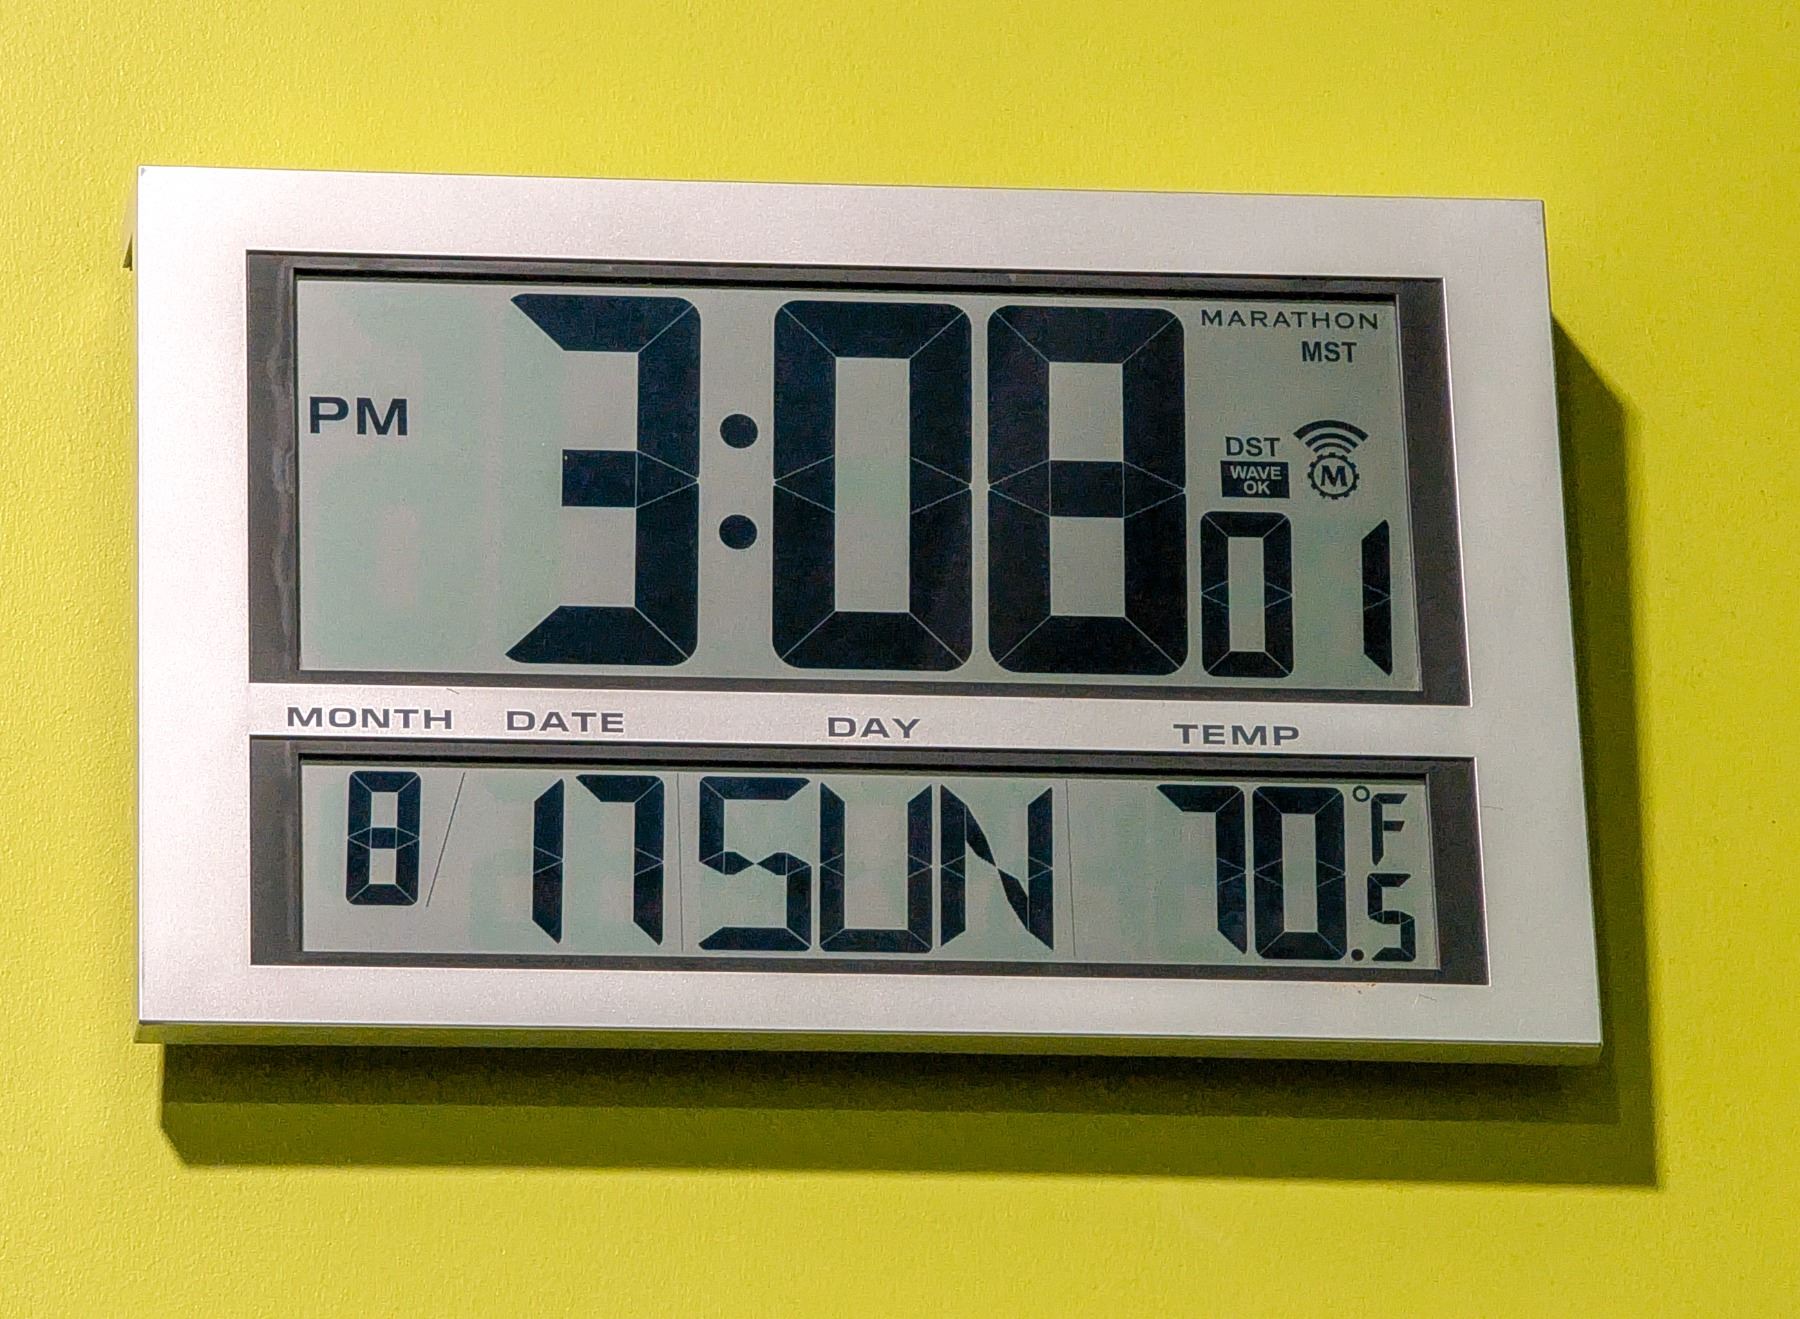 MARATHON
MST
PM 3:08 01
DST
WAVE
OK
M
MONTH DATE DAY TEMP
8/17 SUN 70.5 °F